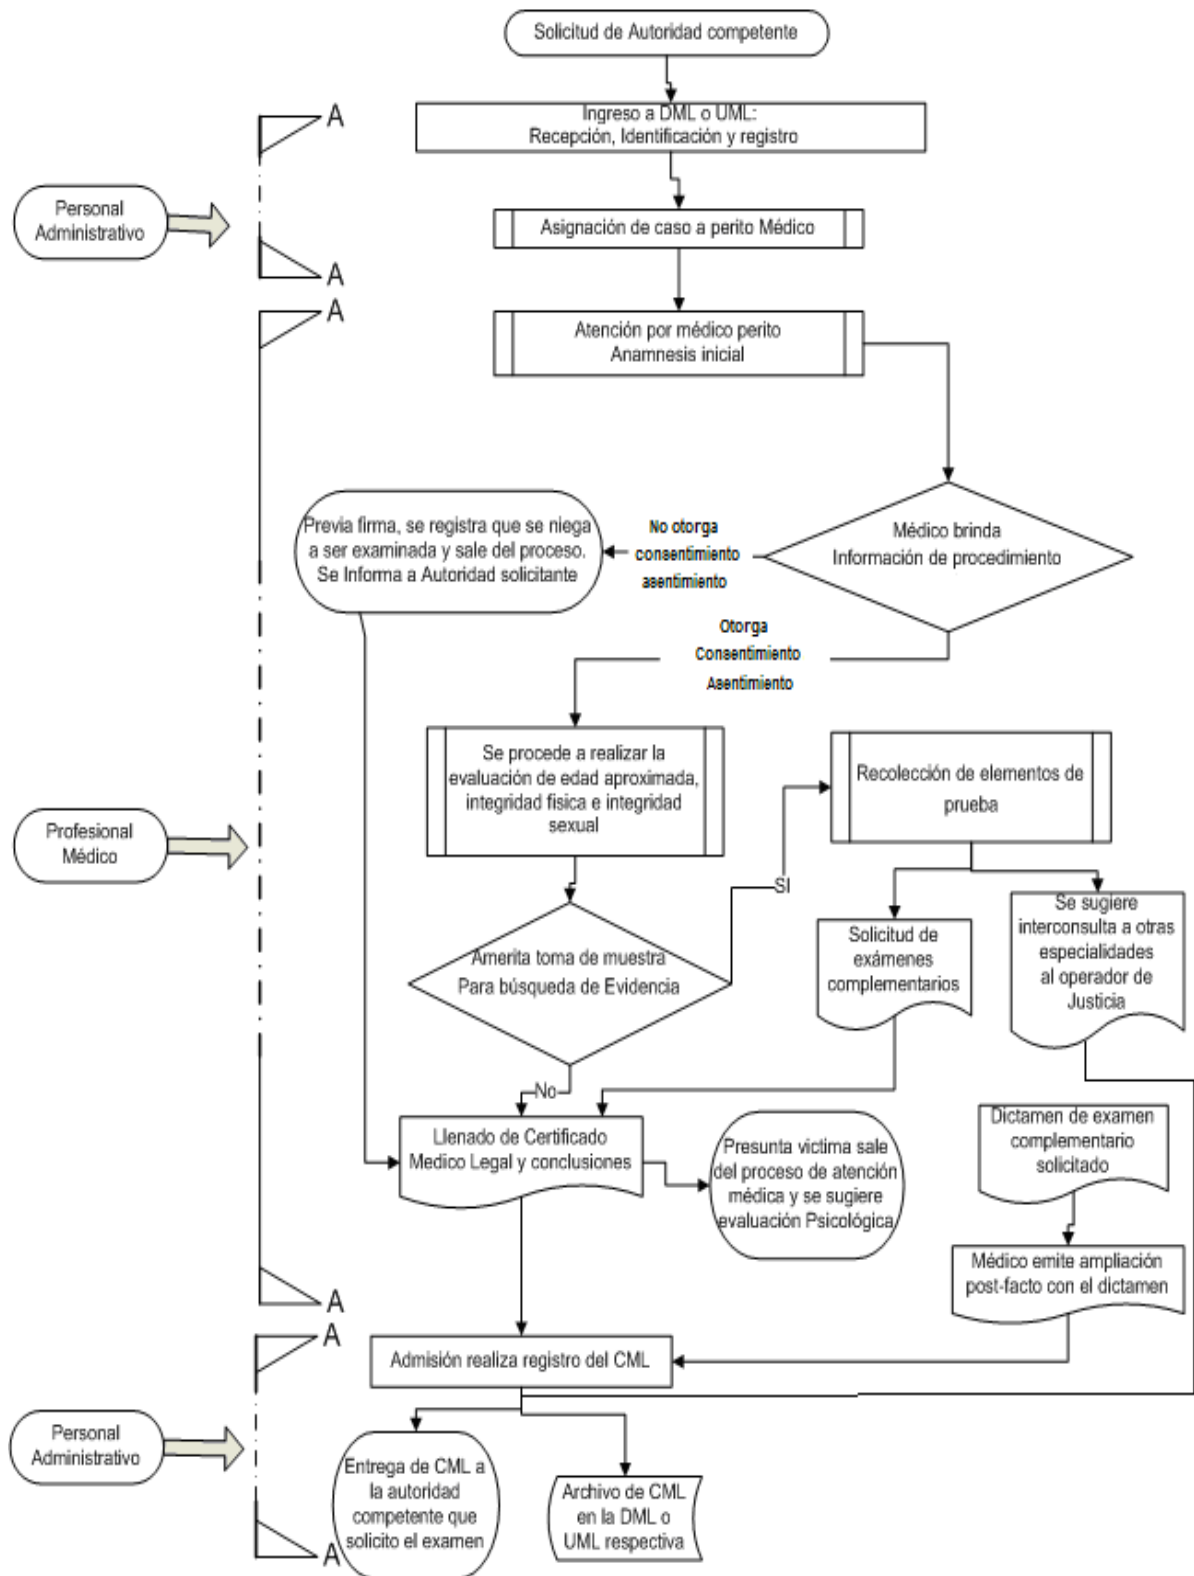 Solicitud de Autoridad competente
Ingreso a DML o UML:
Recepción, Identificación y registro
A
Personal
Administrativo
Asignación de caso a perito Médico
A
A
Atención por médico perito
Anamnesis inicial
Previa firma, se registra que se niega
a ser examinada y sale del proceso.
Se Informa a Autoridad solicitante
No otorga
consentimiento
asentimiento
Médico brinda
Información de procedimiento
Otorga
Consentimiento
Asentimiento
Se procede a realizar la
evaluación de edad aproximada,
integridad física e integridad
sexual
Recolección de elementos de
prueba
Profesional
Médico
SI
Amerita toma de muestra
Para búsqueda de Evidencia
Solicitud de
exámenes
complementarios
Se sugiere
interconsulta a otras
especialidades
al operador de
Justicia
No
Llenado de Certificado
Medico Legal y conclusiones
Presunta victima sale
del proceso de atención
médica y se sugiere
evaluación Psicológica
Dictamen de examen
complementario
solicitado
Médico emite ampliación
post-facto con el dictamen
A
A
Admisión realiza registro del CML
Personal
Administrativo
Entrega de CML a
la autoridad
competente que
solicito el examen
Archivo de CML
en la DML o
UML respectiva
A